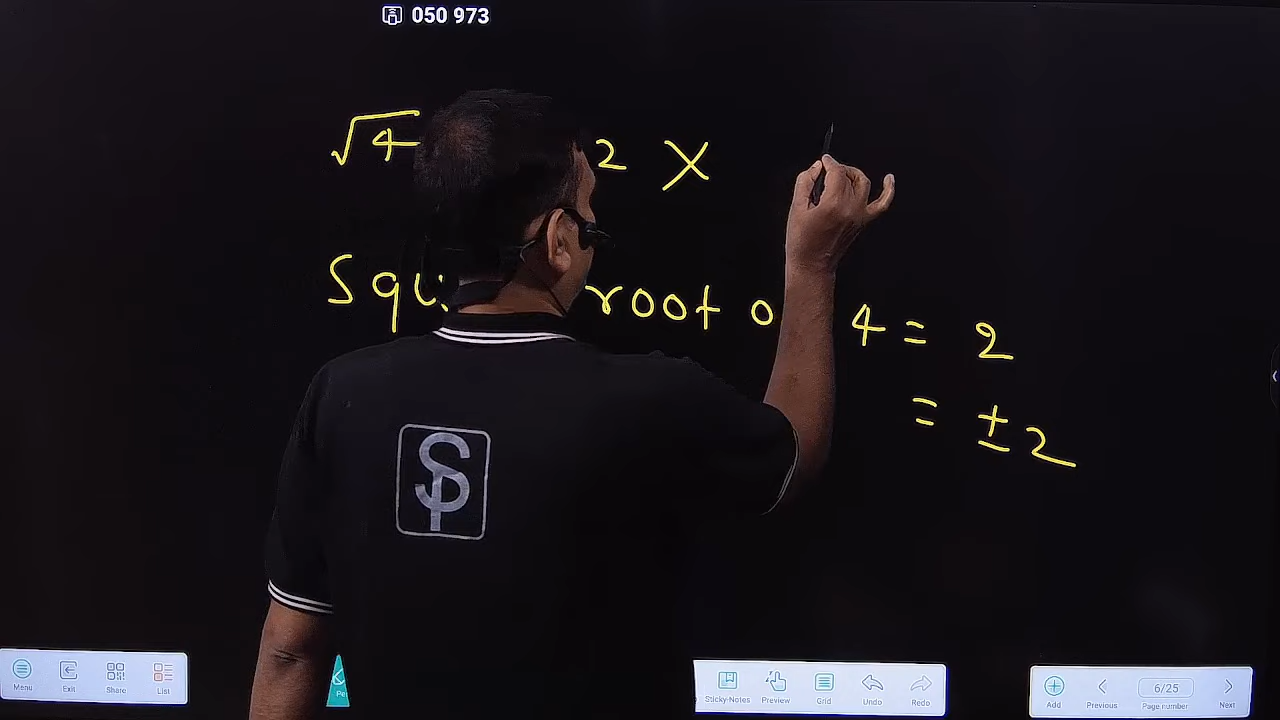 050 973
√4 2 X
root 4 = 2
= ±2
SP
Menu Exit Share List Sticky Notes Preview Grid Undo Redo Add Previous 6/25 Page number Next